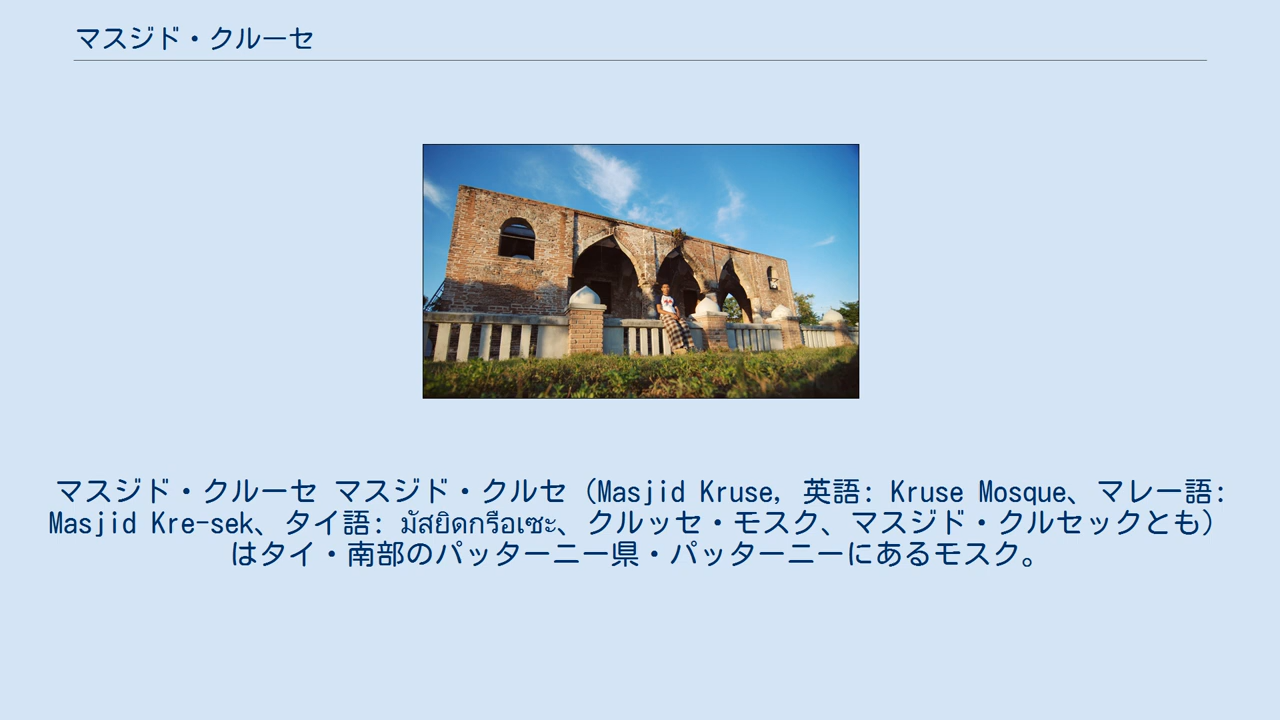 マスジド・クルーセ
マスジド・クルーセ マスジド・クルセ（Masjid Kruse, 英語: Kruse Mosque、マレー語:
Masjid Kre-sek、タイ語: มัสยิดกรือเซะ、クルッセ・モスク、マスジド・クルセックとも）
はタイ・南部のパッターニー県・パッターニーにあるモスク。